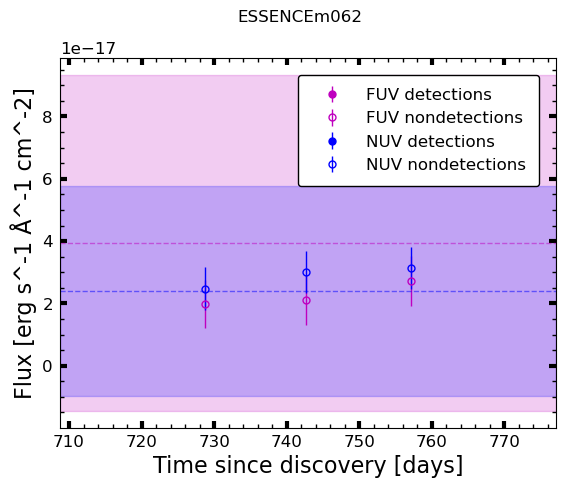 ESSENCEm062
1e−17
FUV detections
FUV nondetections
NUV detections
NUV nondetections
8
6
4
2
0
Flux [erg s^-1 Å^-1 cm^-2]
710 720 730 740 750 760 770
Time since discovery [days]